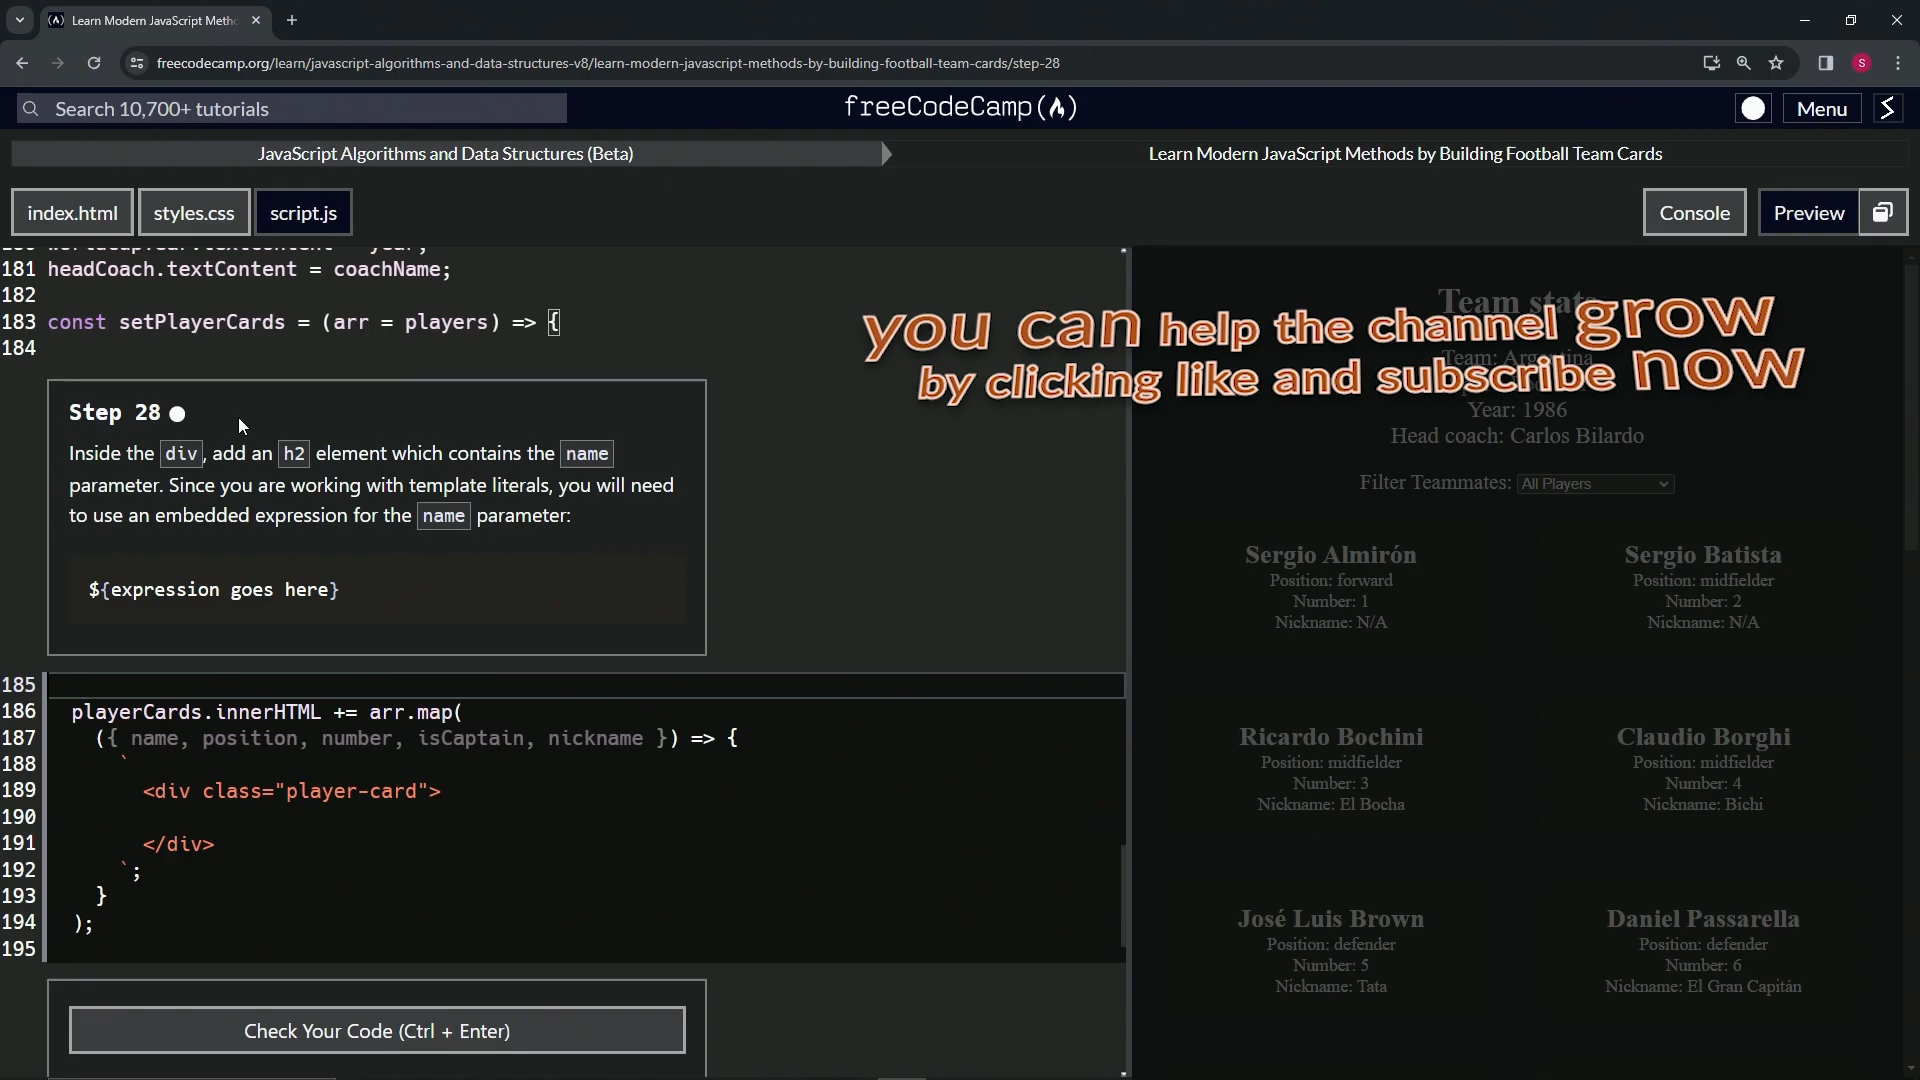 Learn Modern JavaScript Meth
freecodecamp.org/learn/javascript-algorithms-and-data-structures-v8/learn-modern-javascript-methods-by-building-football-team-cards/step-28
S
Search 10,700+ tutorials
freeCodeCamp
Menu
JavaScript Algorithms and Data Structures (Beta)
Learn Modern JavaScript Methods by Building Football Team Cards
index.html
styles.css
script.js
Console
Preview
181 headCoach.textContent = coachName;
182
183 const setPlayerCards = (arr = players) => {
184
Step 28
Inside the div, add an h2 element which contains the name
parameter. Since you are working with template literals, you will need
to use an embedded expression for the name parameter:
${expression goes here}
185
186 playerCards.innerHTML += arr.map(
187 ({ name, position, number, isCaptain, nickname }) => {
188 `
189 <div class="player-card">
190
191 </div>
192 `;
193 }
194 );
195
Check Your Code (Ctrl + Enter)
you can help the channel grow
by clicking like and subscribe now
Team stats
Team: Argentina
Year: 1986
Head coach: Carlos Bilardo
Filter Teammates: All Players
Sergio Almirón
Position: forward
Number: 1
Nickname: N/A
Sergio Batista
Position: midfielder
Number: 2
Nickname: N/A
Ricardo Bochini
Position: midfielder
Number: 3
Nickname: El Bocha
Claudio Borghi
Position: midfielder
Number: 4
Nickname: Bichi
José Luis Brown
Position: defender
Number: 5
Nickname: Tata
Daniel Passarella
Position: defender
Number: 6
Nickname: El Gran Capitán